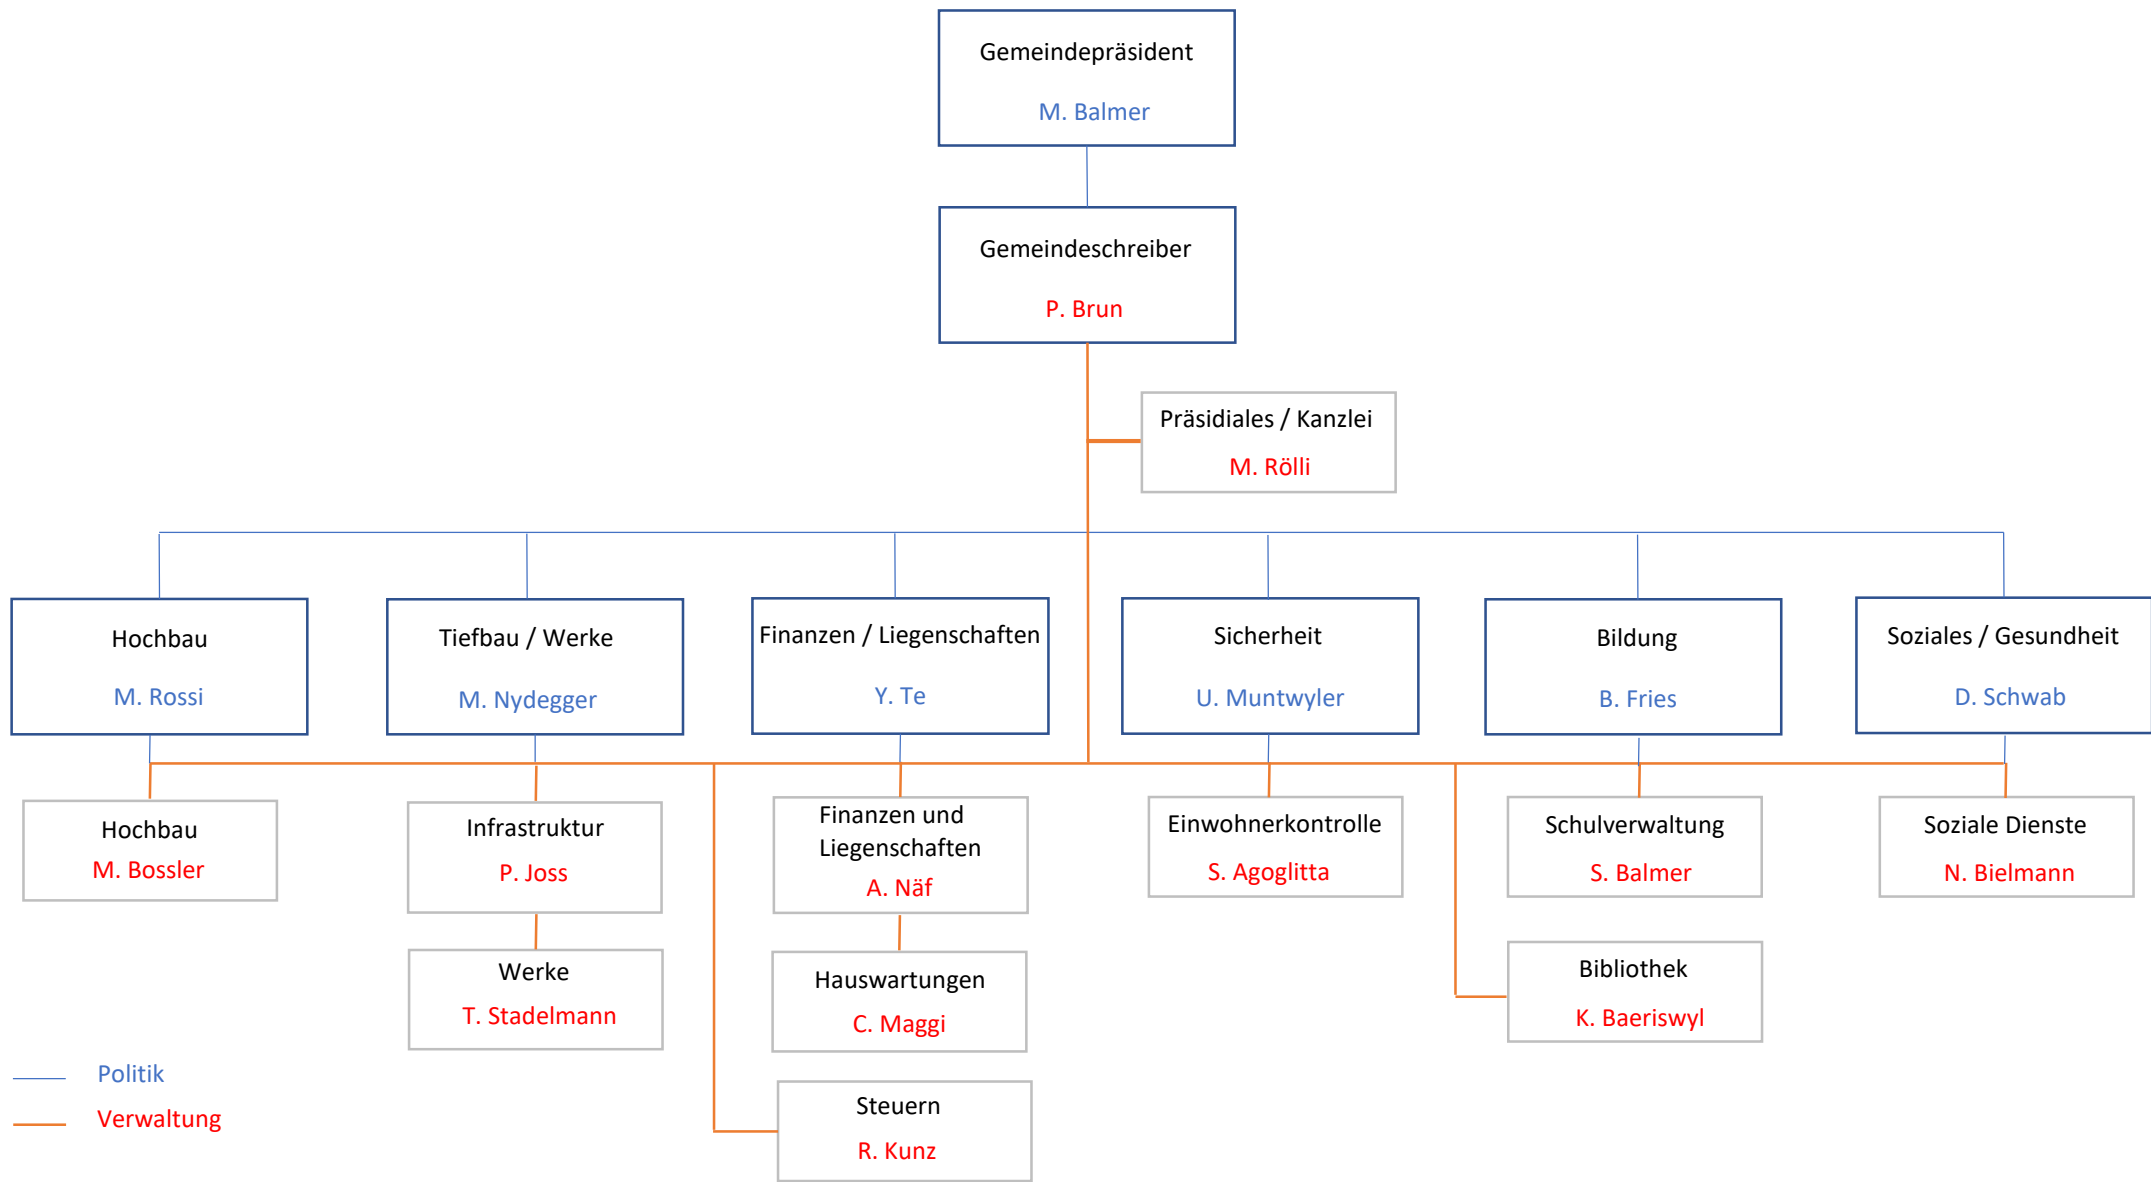 Gemeindepräsident
M. Balmer
Gemeindeschreiber
P. Brun
Präsidiales / Kanzlei
M. Rölli
Hochbau
M. Rossi
Tiefbau / Werke
M. Nydegger
Finanzen / Liegenschaften
Y. Te
Sicherheit
U. Muntwyler
Bildung
B. Fries
Soziales / Gesundheit
D. Schwab
Hochbau
M. Bossler
Infrastruktur
P. Joss
Finanzen und
Liegenschaften
A. Näf
Einwohnerkontrolle
S. Agoglitta
Schulverwaltung
S. Balmer
Soziale Dienste
N. Bielmann
Werke
T. Stadelmann
Hauswartungen
C. Maggi
Bibliothek
K. Baeriswyl
Steuern
R. Kunz
Politik
Verwaltung